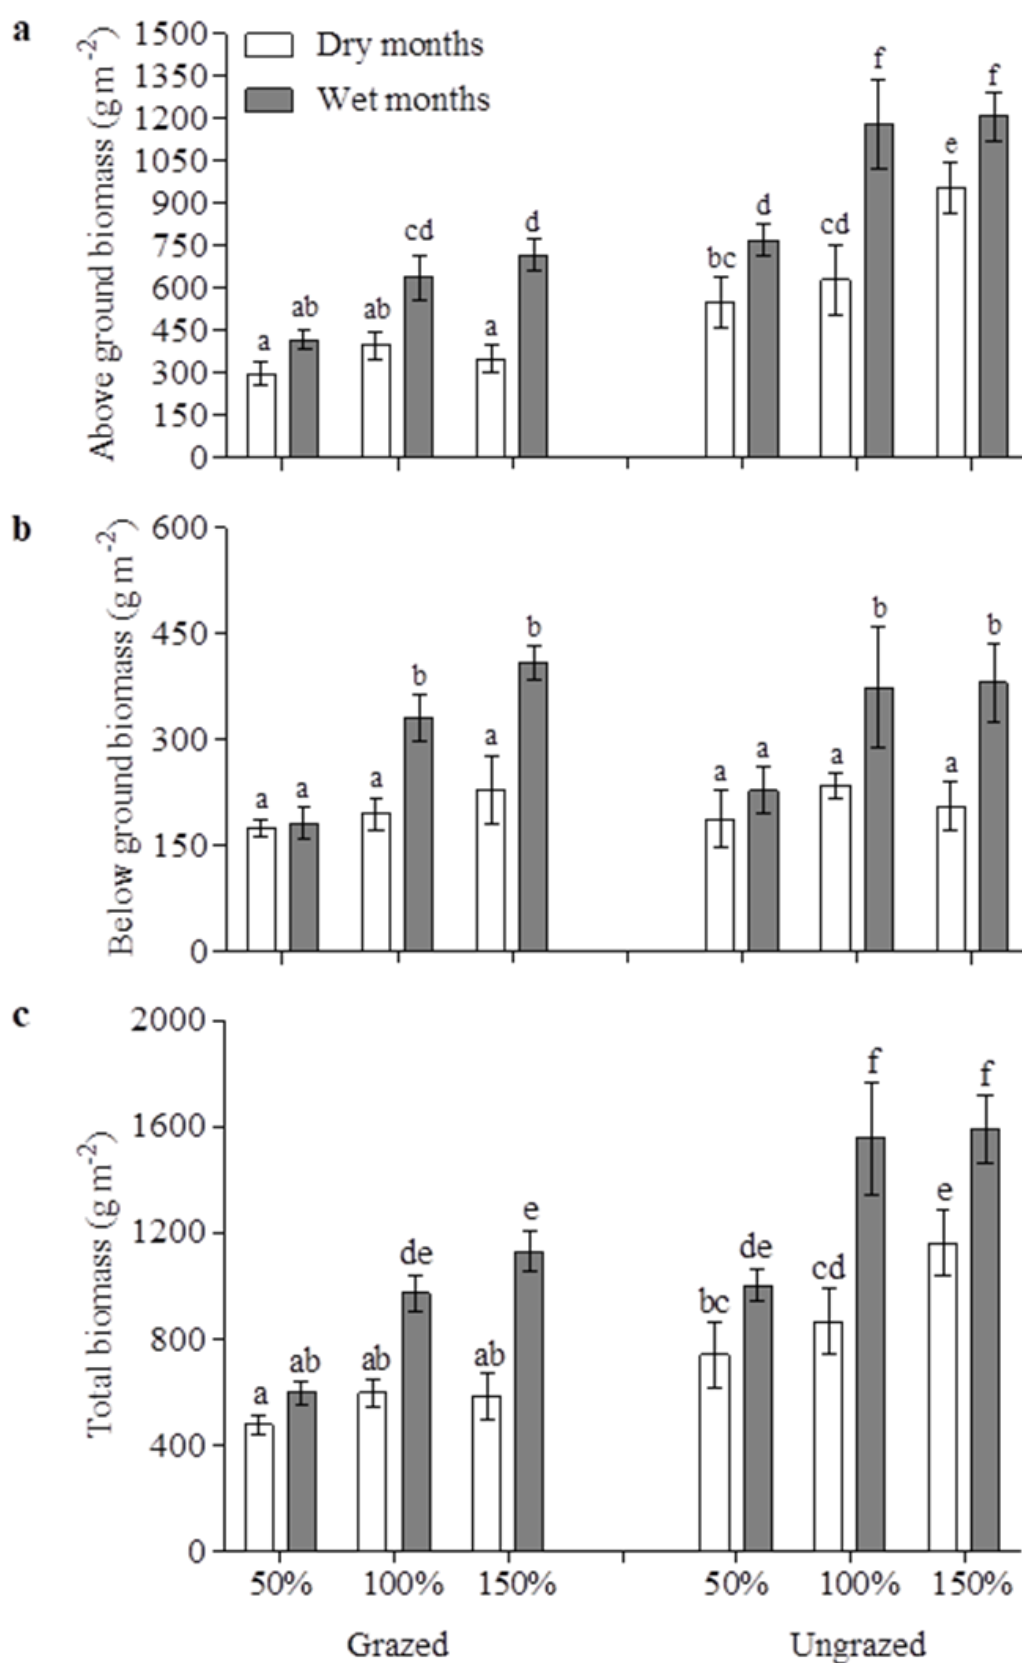 a
Above ground biomass (g m-2)
1500
1350
1200
1050
900
750
600
450
300
150
0
Dry months
Wet months
a ab ab cd a d bc d cd f e f
b
Below ground biomass (g m-2)
600
450
300
150
0
a a a b a b a a a b a b
c
Total biomass (g m-2)
2000
1600
1200
800
400
0
a ab ab de ab e bc de cd f e f
50% 100% 150% 50% 100% 150%
Grazed Ungrazed